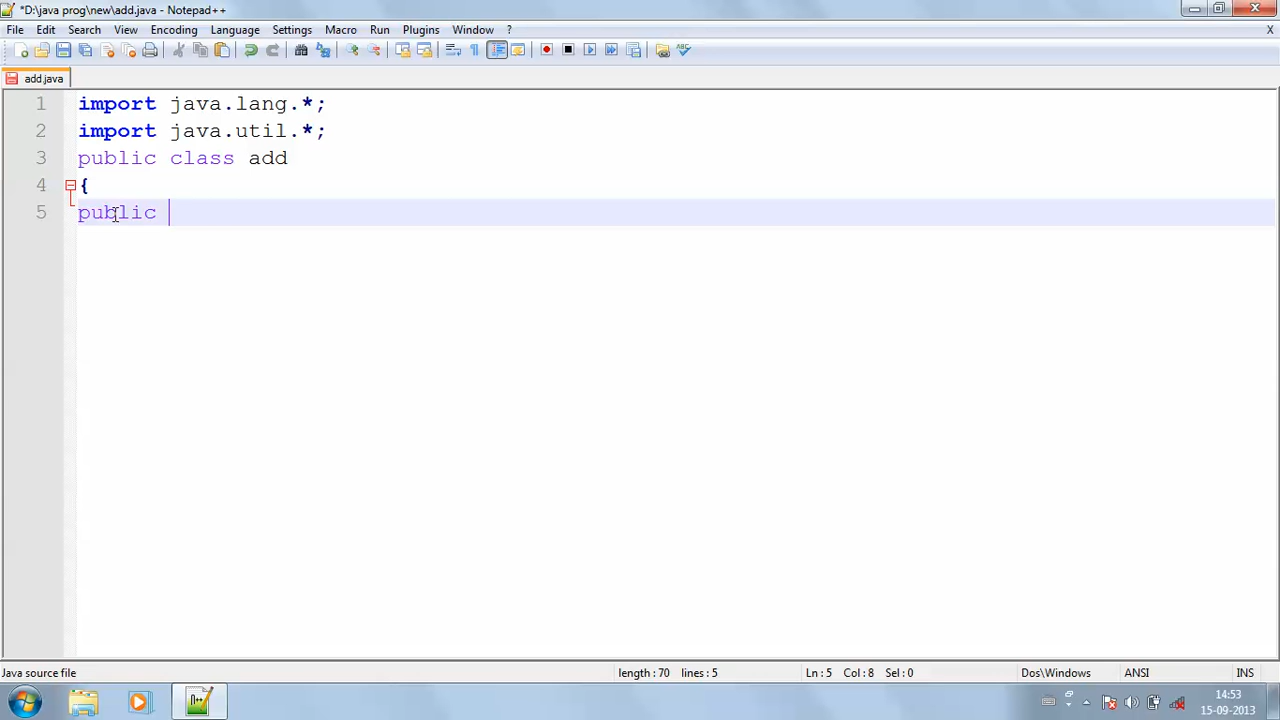 *D:\java prog\new\add.java - Notepad++
File Edit Search View Encoding Language Settings Macro Run Plugins Window ? X
add.java
1 import java.lang.*;
2 import java.util.*;
3 public class add
4 {
5 public
Java source file length : 70 lines : 5 Ln : 5 Col : 8 Sel : 0 Dos\Windows ANSI INS
14:53
15-09-2013